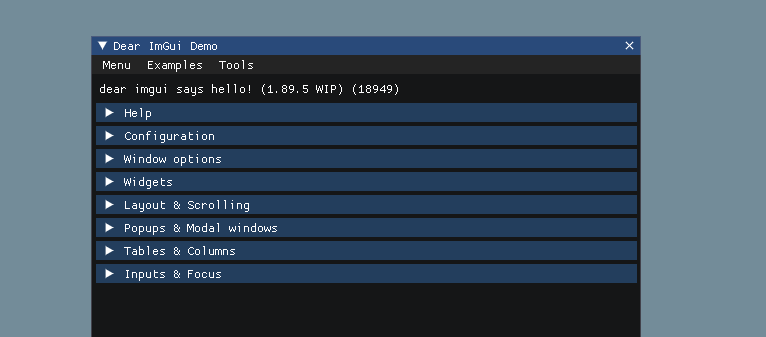 Dear ImGui Demo
Menu Examples Tools
dear imgui says hello! (1.89.5 WIP) (18949)
Help
Configuration
Window options
Widgets
Layout & Scrolling
Popups & Modal windows
Tables & Columns
Inputs & Focus